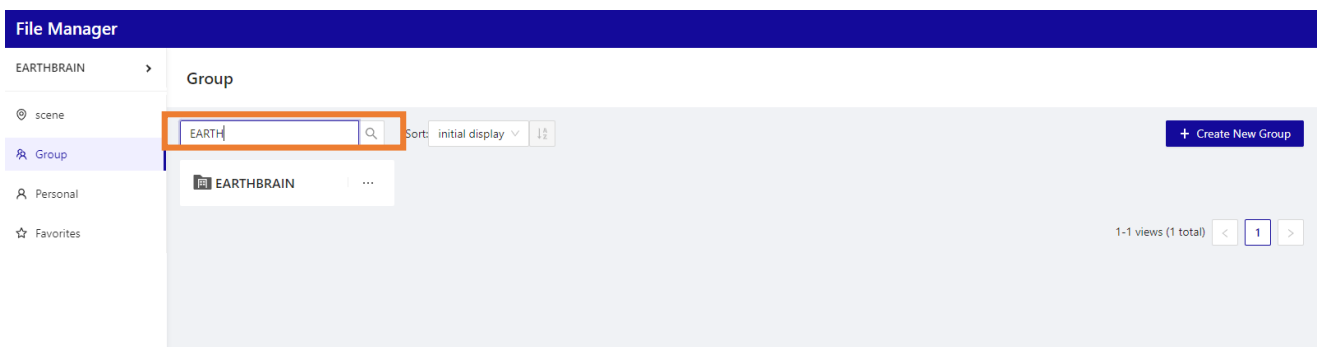 File Manager
EARTHBRAIN
Group
scene
EARTH
Sort: initial display
+ Create New Group
Group
EARTHBRAIN
...
Personal
Favorites
1-1 views (1 total) < 1 >